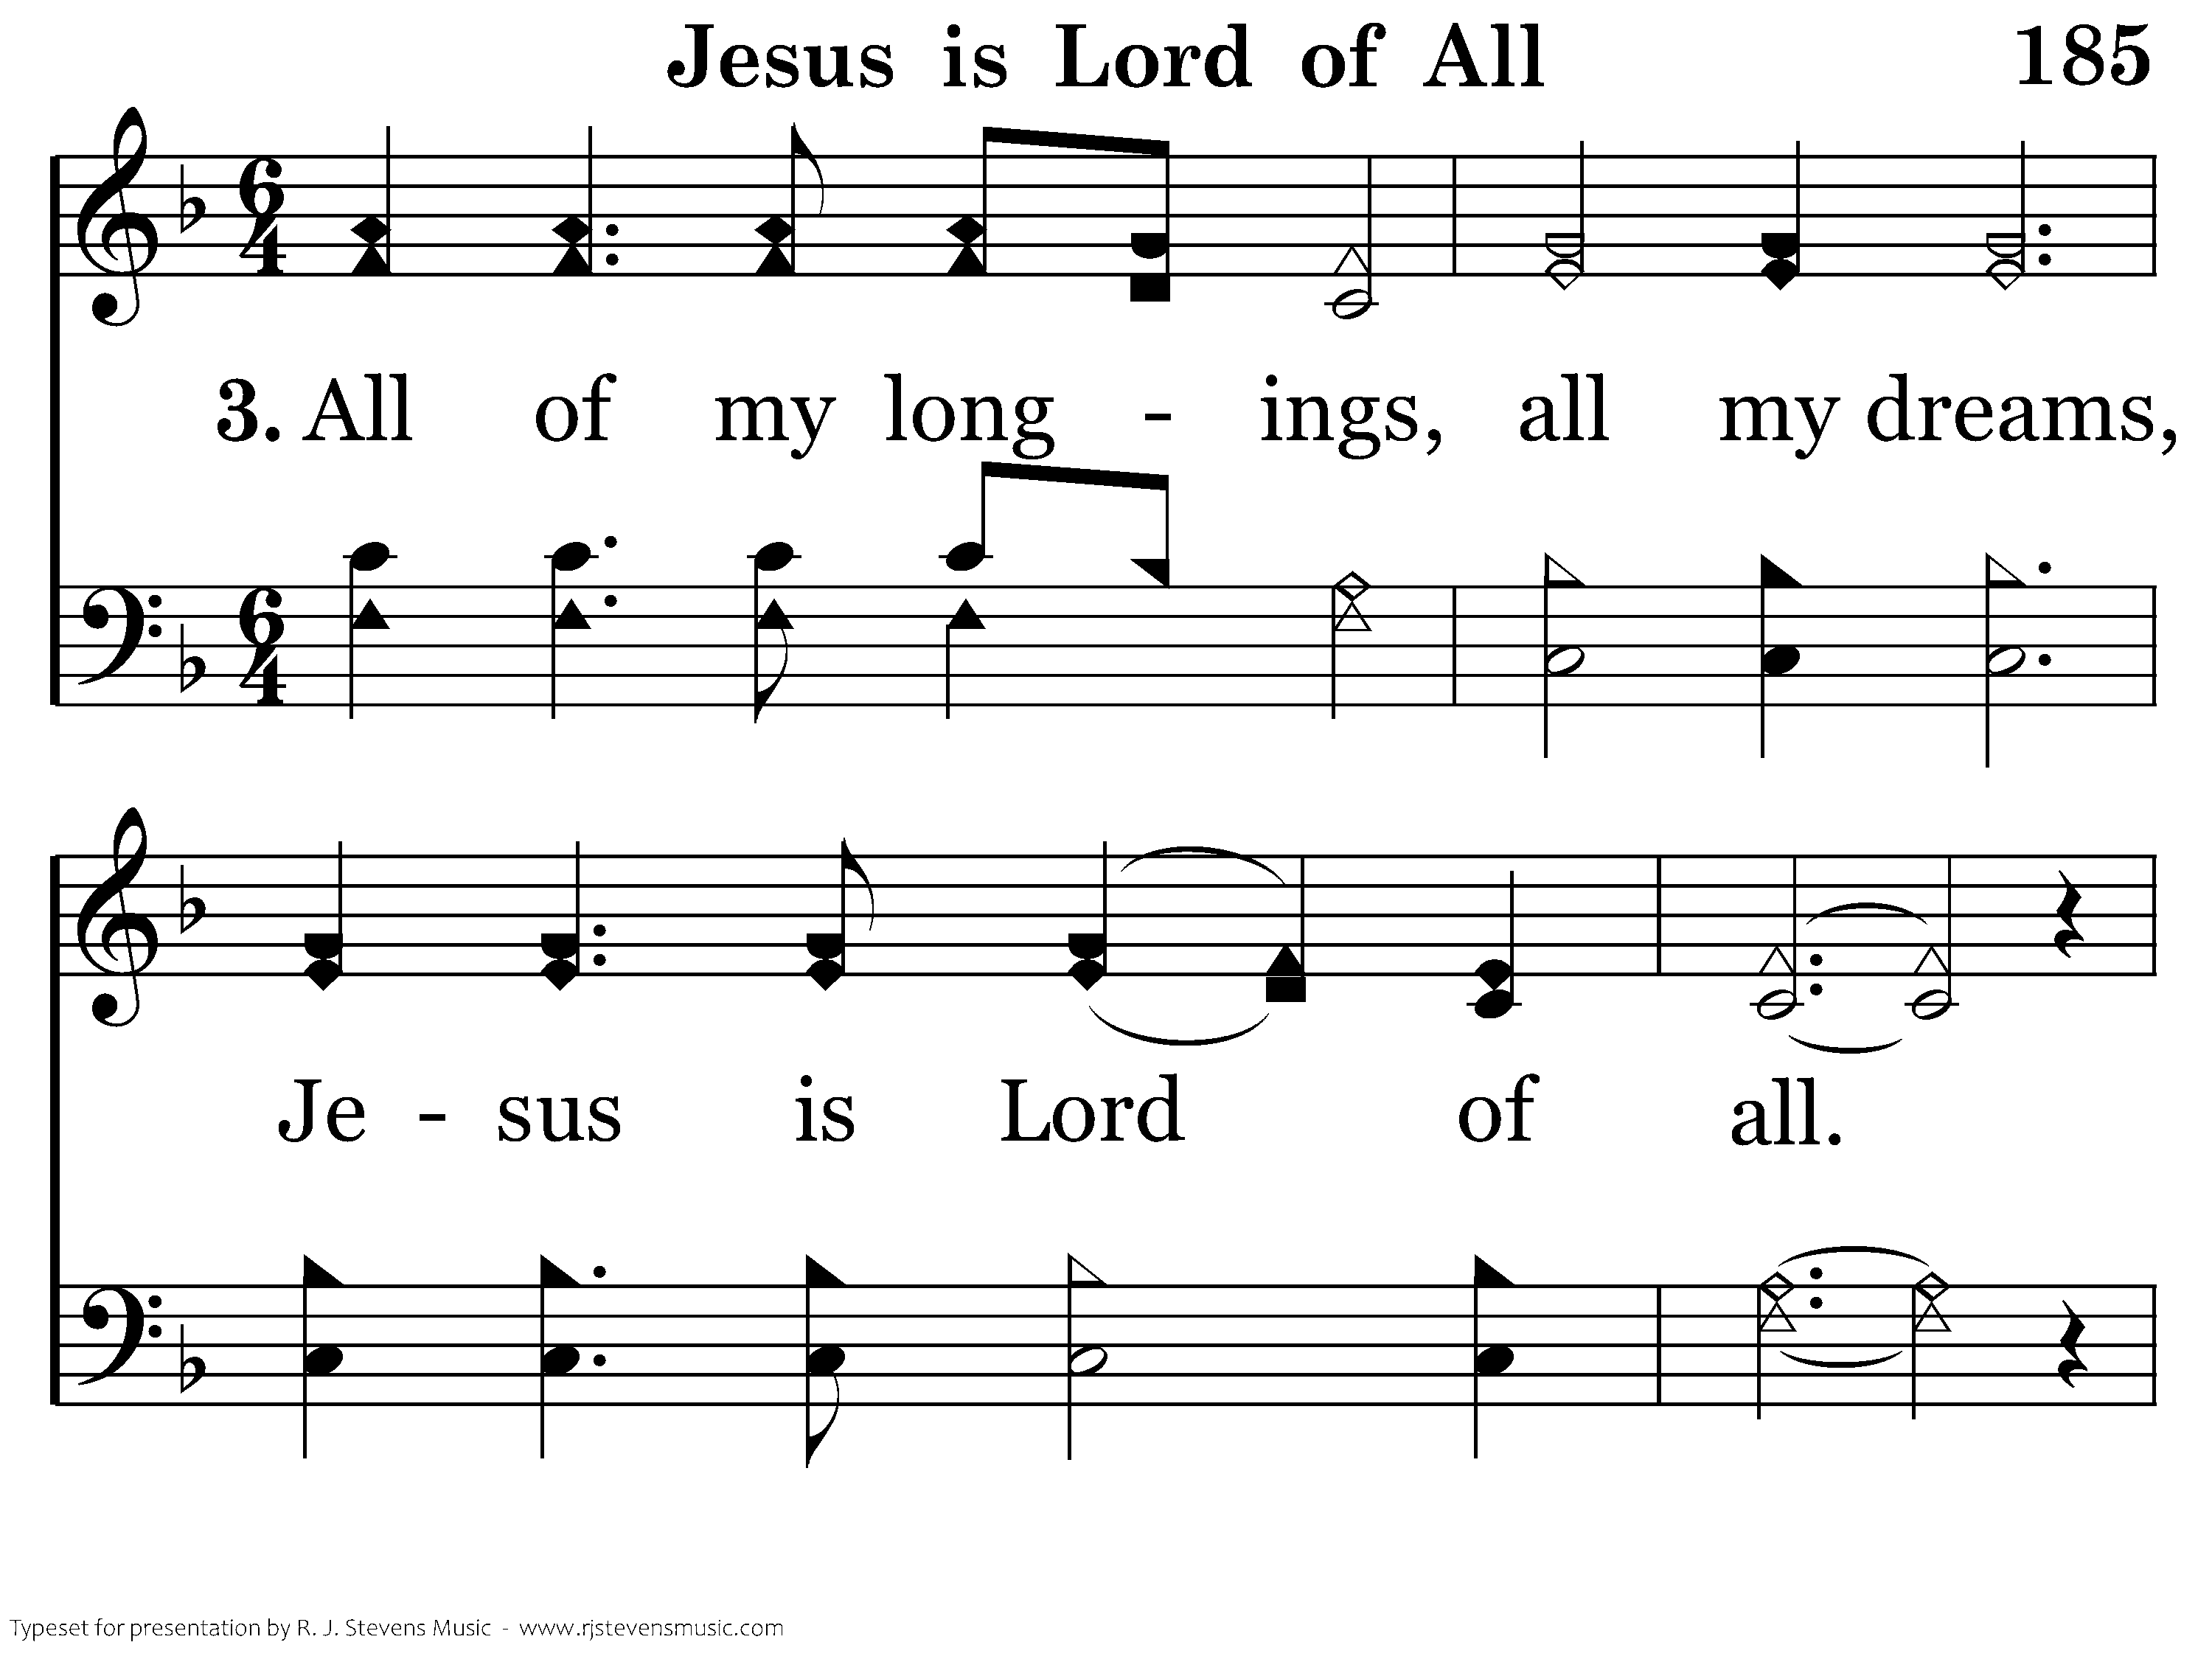 Jesus is Lord of All 185
3. All of my long - ings, all my dreams,
Je - sus is Lord of all.
Typeset for presentation by R. J. Stevens Music - www.rjstevensmusic.com